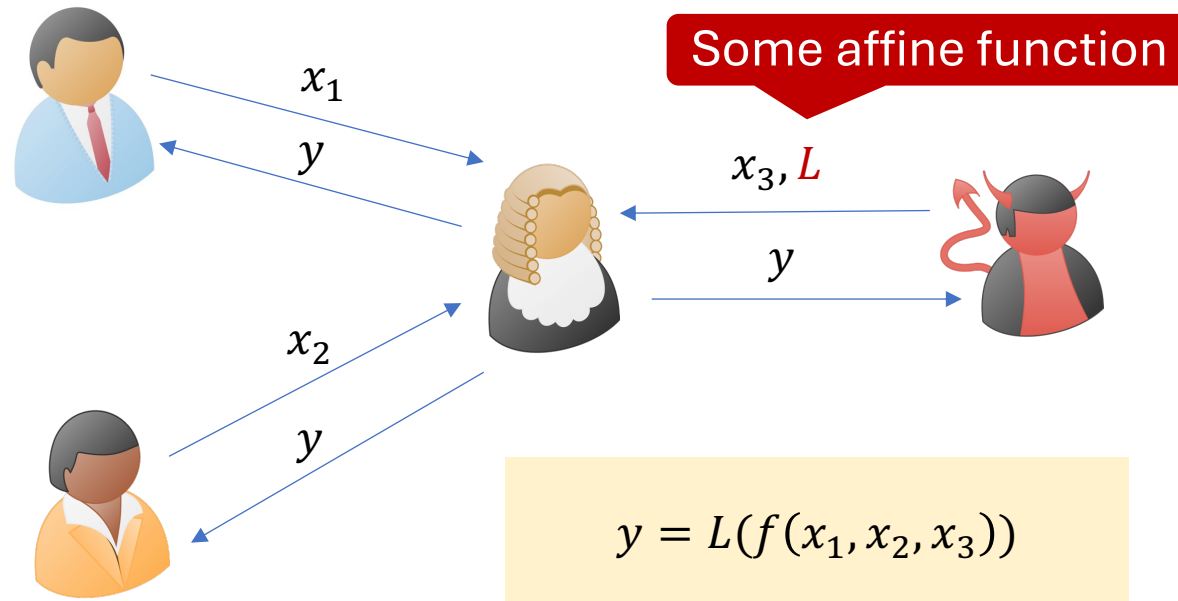 Some affine function
x₁
y
x₃, L
y
x₂
y
y = L(f(x₁, x₂, x₃))